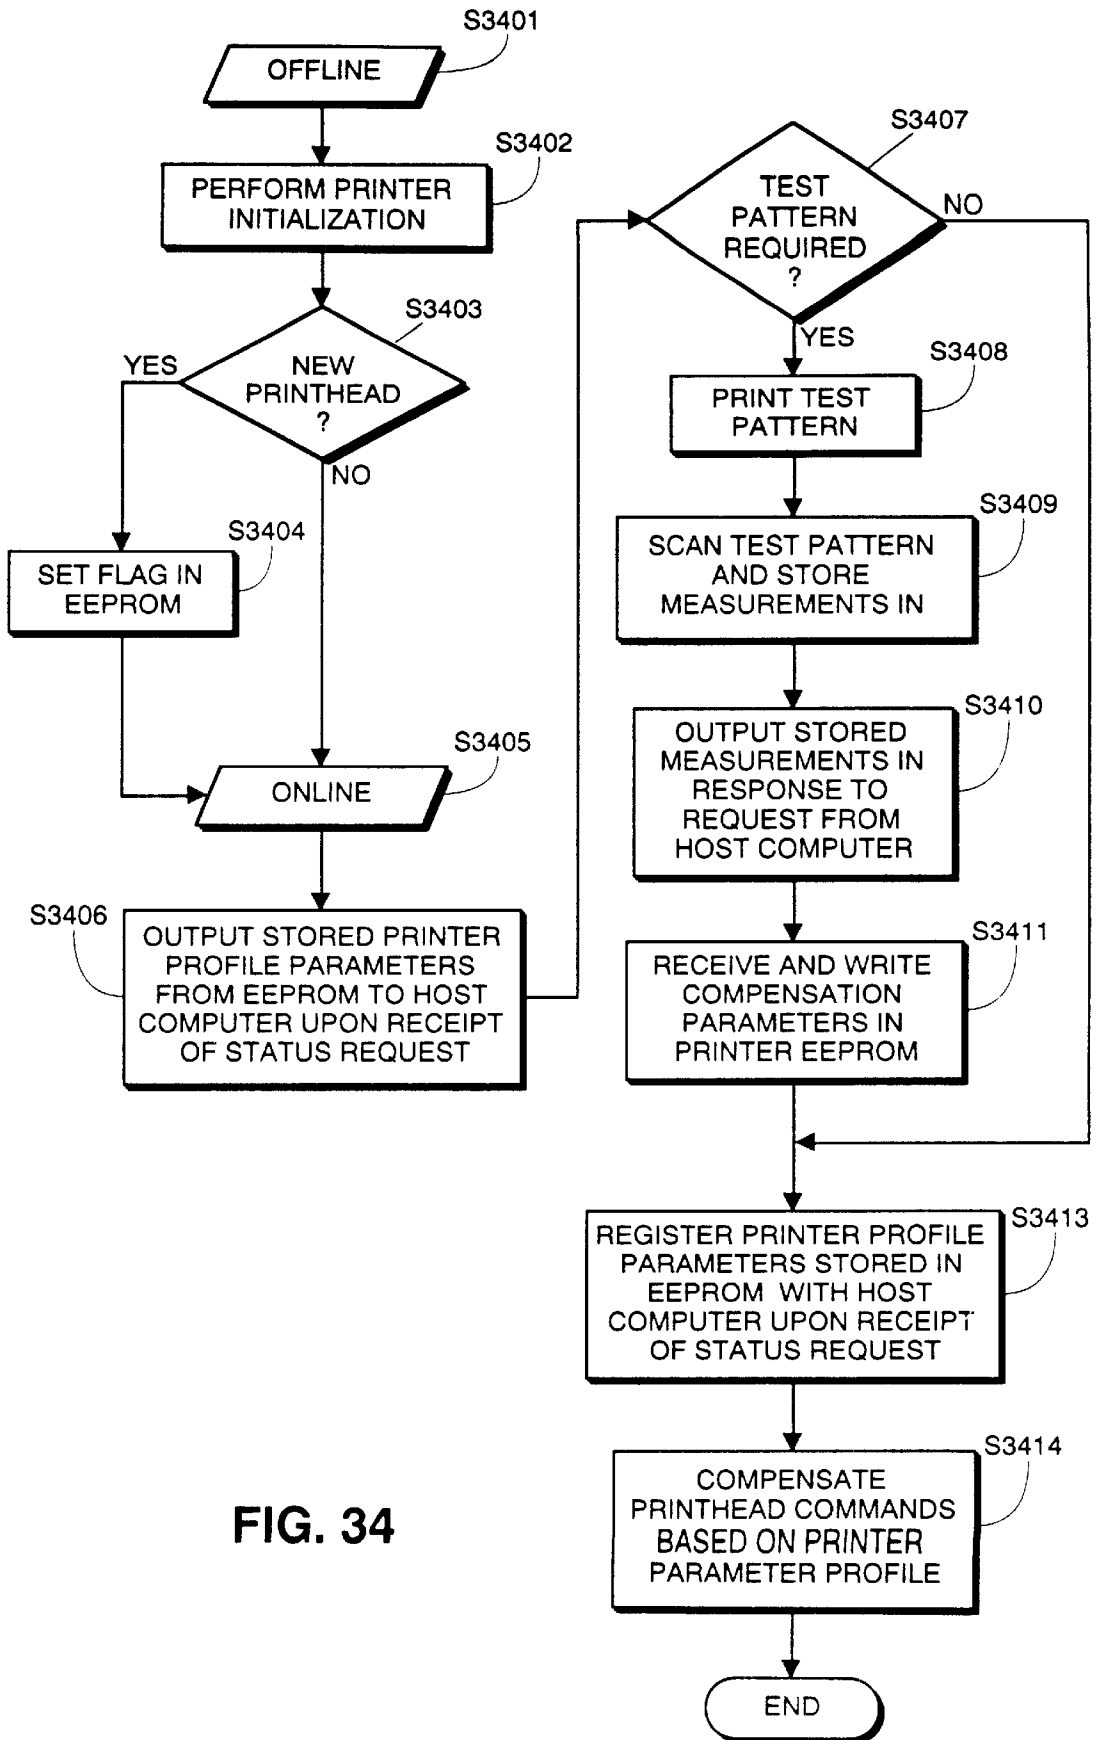 S3401
OFFLINE
S3402
PERFORM PRINTER
INITIALIZATION
S3403
NEW
PRINTHEAD
?
YES
NO
S3404
SET FLAG IN
EEPROM
S3405
ONLINE
S3406
OUTPUT STORED PRINTER
PROFILE PARAMETERS
FROM EEPROM TO HOST
COMPUTER UPON RECEIPT
OF STATUS REQUEST
S3407
TEST
PATTERN
REQUIRED
?
NO
YES
S3408
PRINT TEST
PATTERN
S3409
SCAN TEST PATTERN
AND STORE
MEASUREMENTS IN
S3410
OUTPUT STORED
MEASUREMENTS IN
RESPONSE TO
REQUEST FROM
HOST COMPUTER
S3411
RECEIVE AND WRITE
COMPENSATION
PARAMETERS IN
PRINTER EEPROM
S3413
REGISTER PRINTER PROFILE
PARAMETERS STORED IN
EEPROM WITH HOST
COMPUTER UPON RECEIPT
OF STATUS REQUEST
S3414
COMPENSATE
PRINTHEAD COMMANDS
BASED ON PRINTER
PARAMETER PROFILE
END
FIG. 34